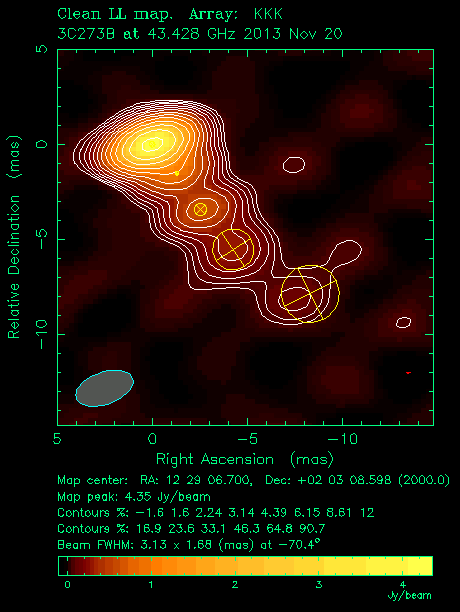 Clean LL map.  Array:  KKK
3C273B at 43.428 GHz 2013 Nov 20
5
0
−5
−10
Relative Declination  (mas)
5 0 −5 −10
Right Ascension  (mas)
Map center:  RA: 12 29 06.700,  Dec: +02 03 08.598 (2000.0)
Map peak: 4.35 Jy/beam
Contours %: −1.6 1.6 2.24 3.14 4.39 6.15 8.61 12
Contours %: 16.9 23.6 33.1 46.3 64.8 90.7
Beam FWHM: 3.13 x 1.68 (mas) at −70.4°
0 1 2 3 4
Jy/beam